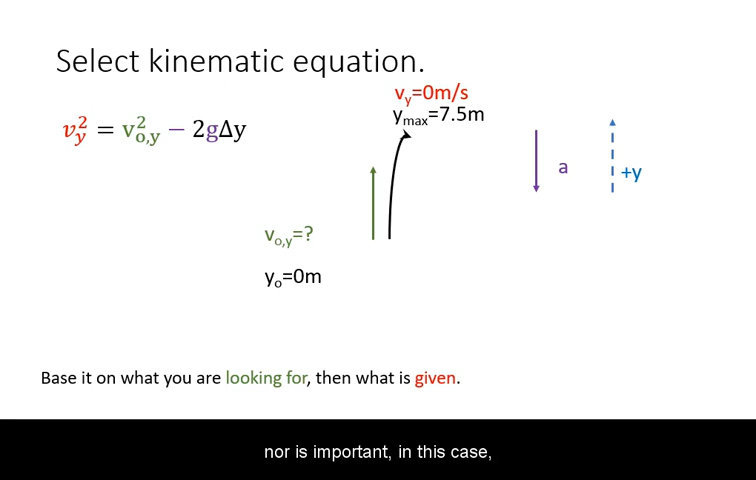 Select kinematic equation.
v_y=0m/s
y_max=7.5m
v_y^2 = v_{o,y}^2 − 2gΔy
a
+y
v_{o,y}=?
y_o=0m
Base it on what you are looking for, then what is given.
nor is important, in this case,